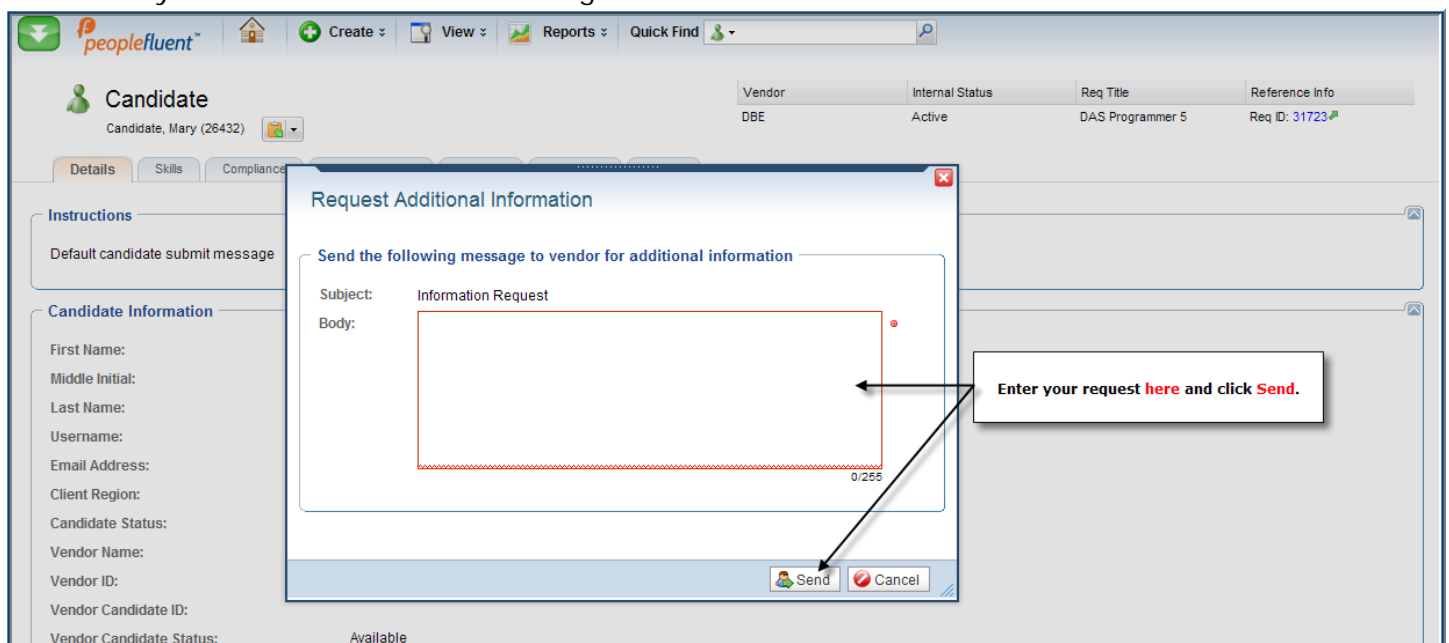 peoplefluent™
Create
View
Reports
Quick Find
Candidate
Candidate, Mary (26432)
Vendor Internal Status Req Title Reference Info
DBE Active DAS Programmer 5 Req ID: 31723
Details Skills Compliance
Instructions
Default candidate submit message
Request Additional Information
Send the following message to vendor for additional information
Subject: Information Request
Body:
0/255
Send Cancel
Enter your request here and click Send.
Candidate Information
First Name:
Middle Initial:
Last Name:
Username:
Email Address:
Client Region:
Candidate Status:
Vendor Name:
Vendor ID:
Vendor Candidate ID:
Vendor Candidate Status: Available